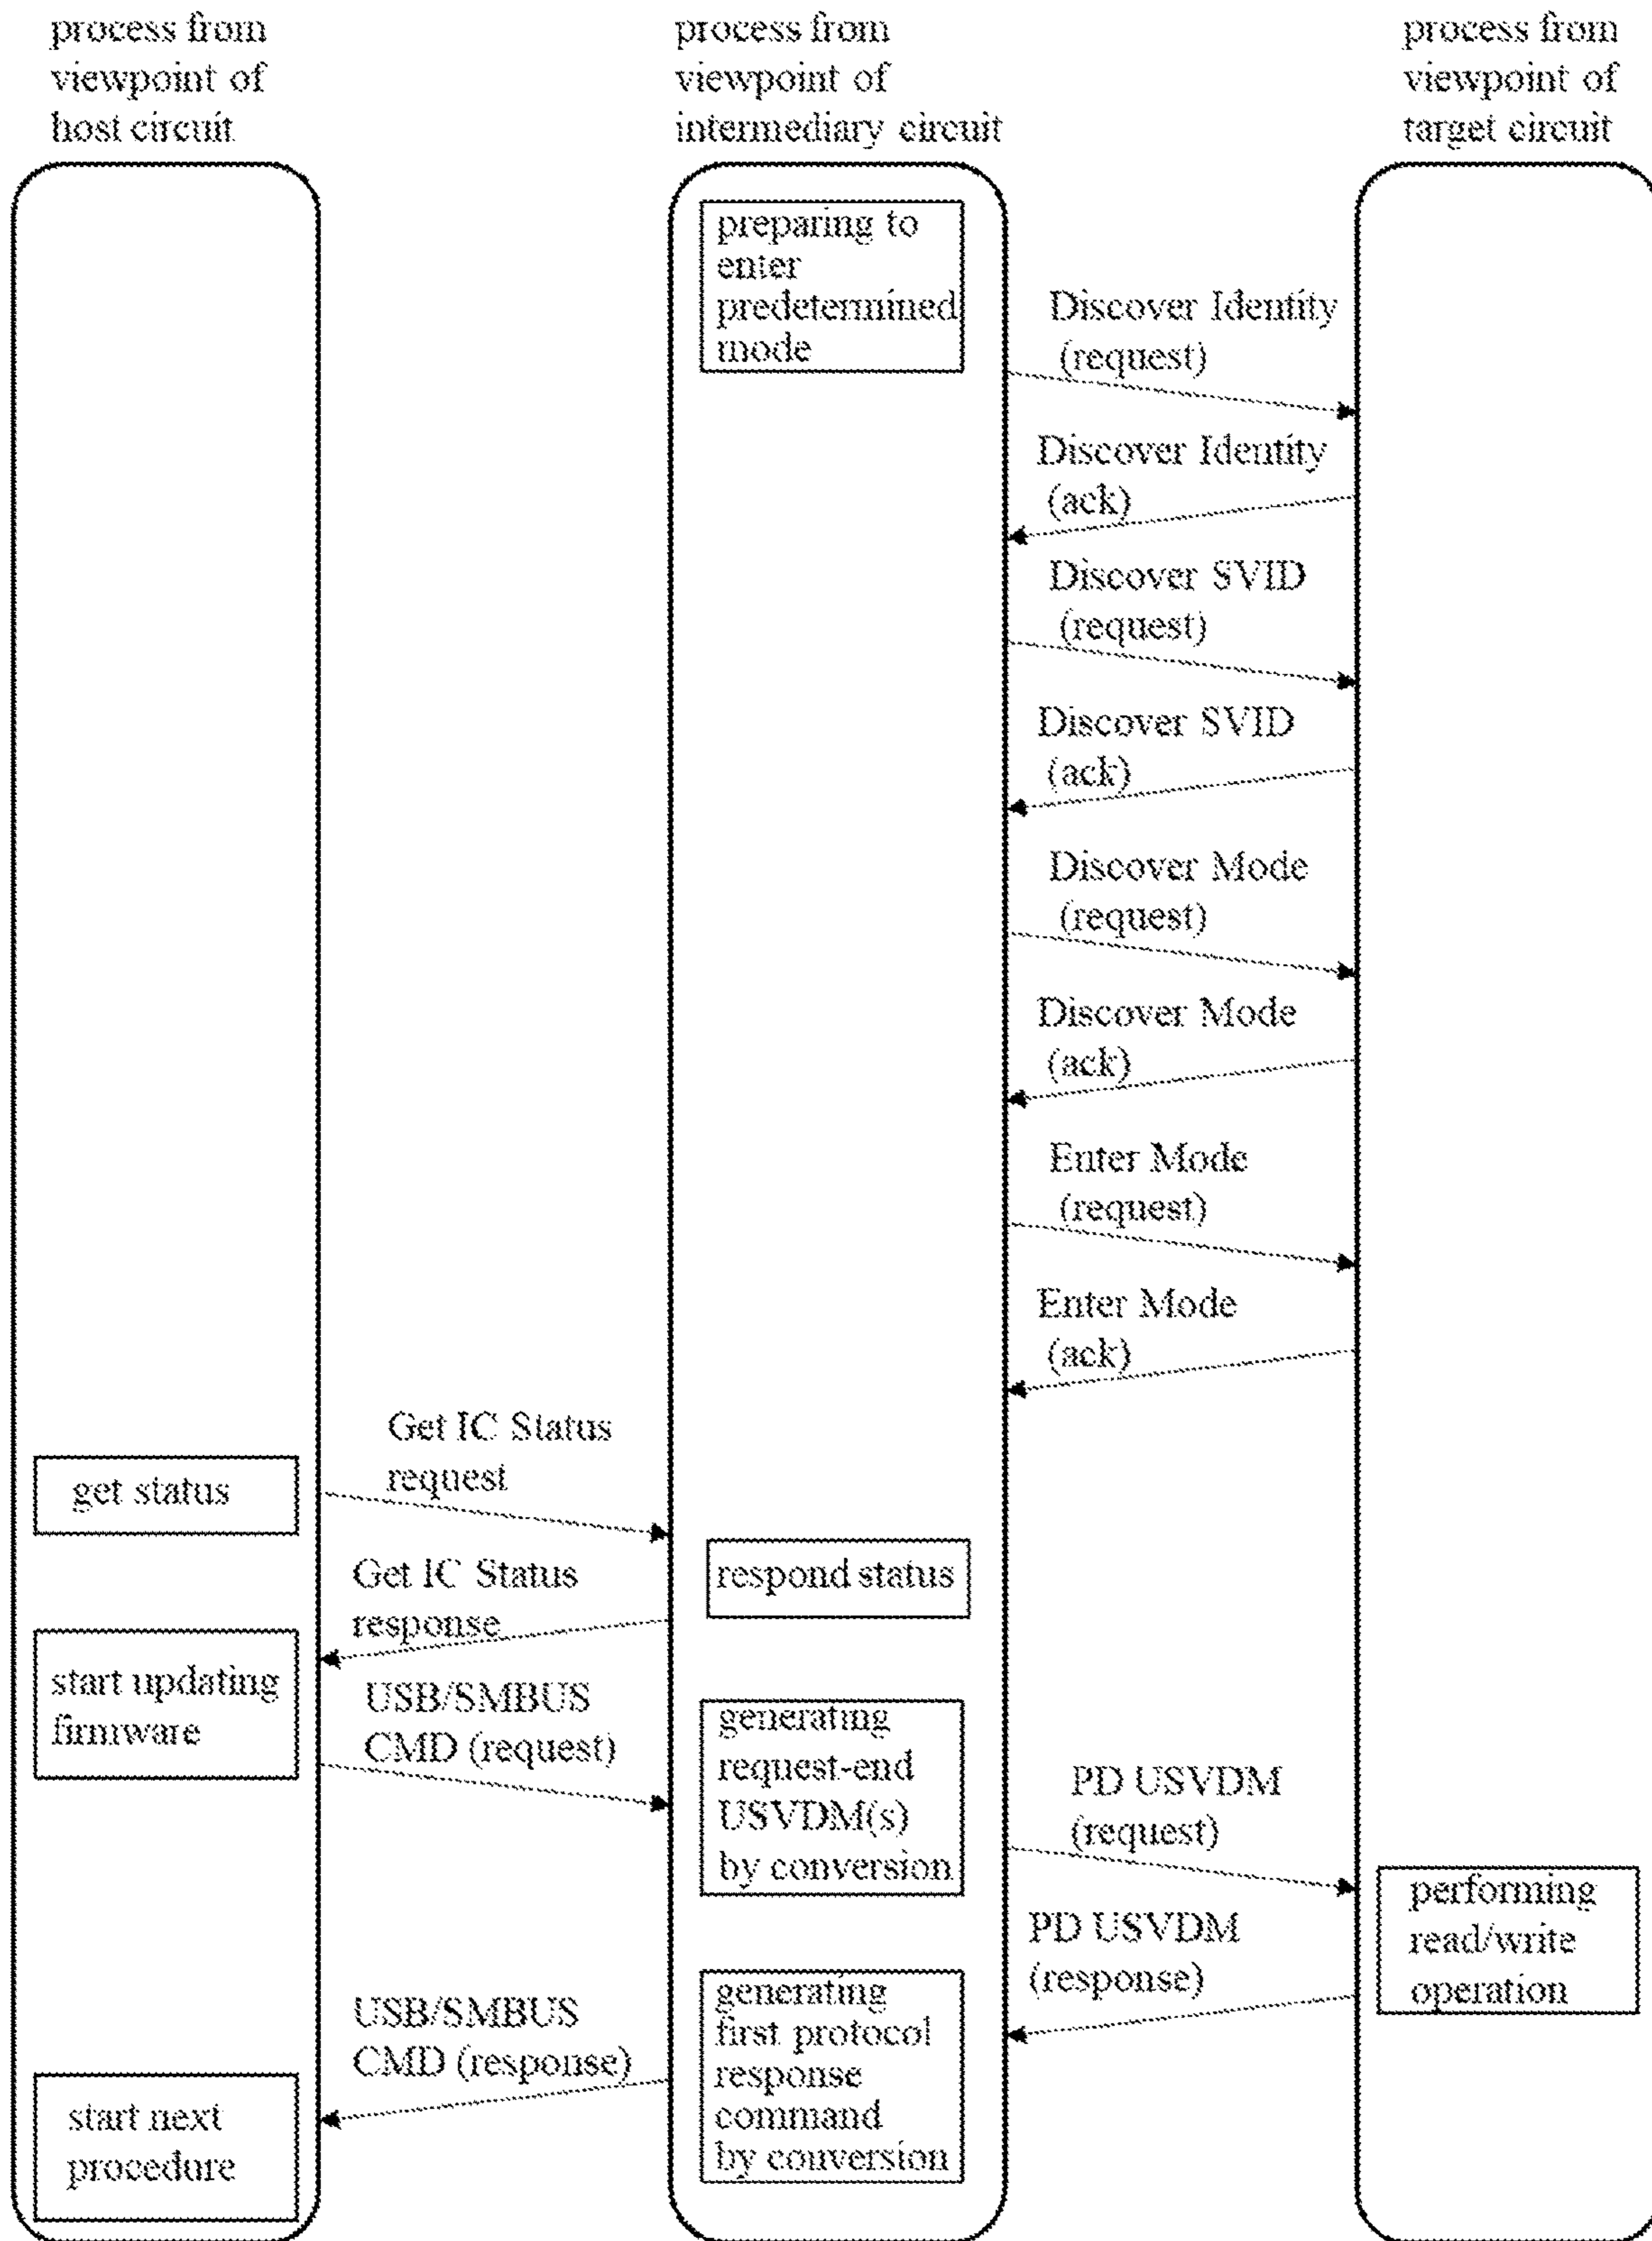 process from
viewpoint of
host circuit
process from
viewpoint of
intermediary circuit
process from
viewpoint of
target circuit
preparing to
enter
predetermined
mode
Discover Identity
(request)
Discover Identity
(ack)
Discover SVID
(request)
Discover SVID
(ack)
Discover Mode
(request)
Discover Mode
(ack)
Enter Mode
(request)
Enter Mode
(ack)
get status
Get IC Status
request
respond status
Get IC Status
response
start updating
firmware
USB/SMBUS
CMD (request)
generating
request-end
USVDM(s)
by conversion
PD USVDM
(request)
performing
read/write
operation
PD USVDM
(response)
generating
first protocol
response
command
by conversion
USB/SMBUS
CMD (response)
start next
procedure